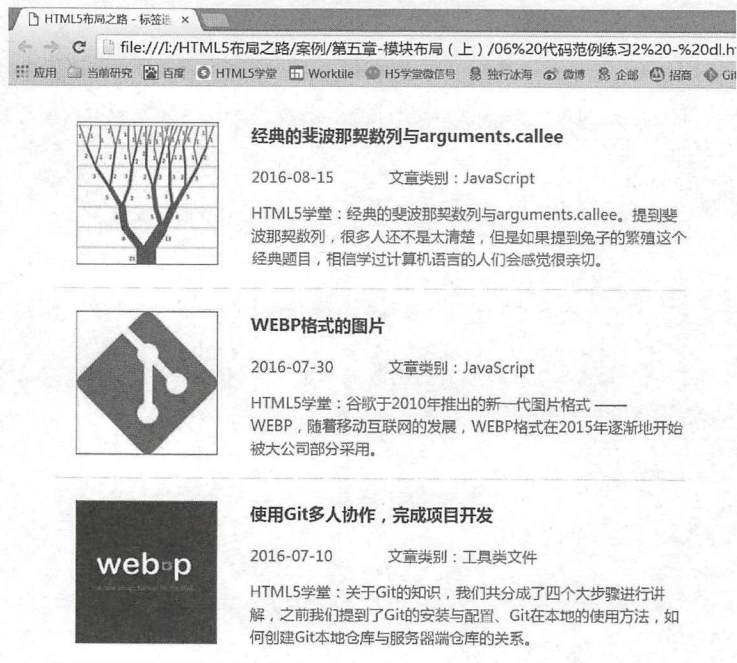 HTML5布局之路 - 标签选 ×
file:///I:/HTML5布局之路/案例/第五章-模块布局（上）/06%20代码范例练习2%20-%20dl.h
应用 当前研究 百度 HTML5学堂 Worktile H5学堂微信号 独行冰海 微博 企邮 招商 Git
经典的斐波那契数列与arguments.callee
2016-08-15 文章类别：JavaScript
HTML5学堂：经典的斐波那契数列与arguments.callee。提到斐
波那契数列，很多人还不是太清楚，但是如果提到兔子的繁殖这个
经典题目，相信学过计算机语言的人们会感觉很亲切。
WEBP格式的图片
2016-07-30 文章类别：JavaScript
HTML5学堂：谷歌于2010年推出的新一代图片格式 ——
WEBP，随着移动互联网的发展，WEBP格式在2015年逐渐地开始
被大公司部分采用。
webp
使用Git多人协作，完成项目开发
2016-07-10 文章类别：工具类文件
HTML5学堂：关于Git的知识，我们共分成了四个大步骤进行讲
解，之前我们提到了Git的安装与配置、Git在本地的使用方法，如
何创建Git本地仓库与服务器端仓库的关系。